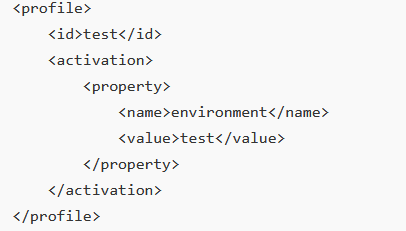 <profile>
    <id>test</id>
    <activation>
        <property>
            <name>environment</name>
            <value>test</value>
        </property>
    </activation>
</profile>